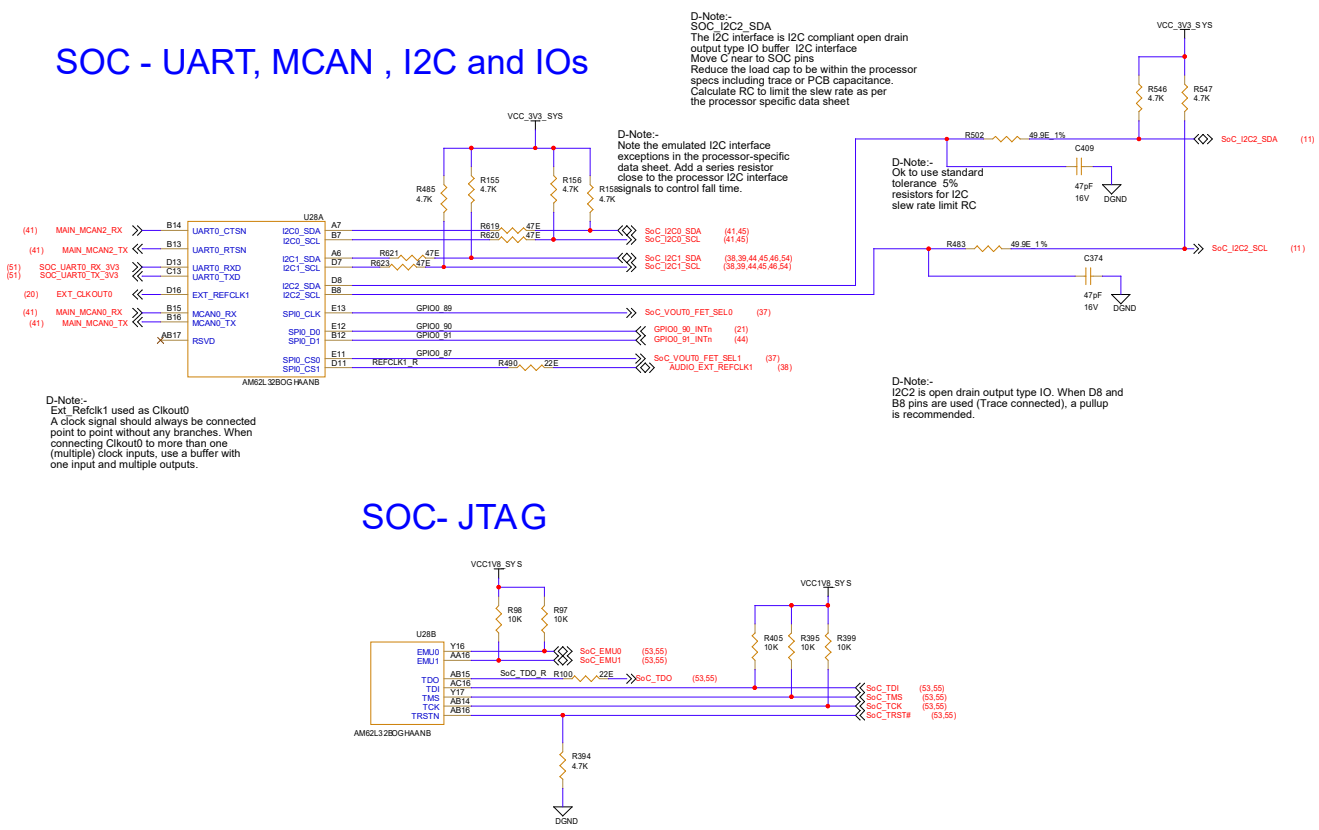 SOC - UART, MCAN , I2C and IOs
D-Note:-
SOC_I2C2_SDA
The I2C interface is I2C compliant open drain
output type IO buffer I2C interface
Move C near to SOC pins
Reduce the load cap to be within the processor
specs including trace or PCB capacitance.
Calculate RC to limit the slew rate as per
the processor specific data sheet
VCC_3V3_SYS
R546
4.7K
R547
4.7K
VCC_3V3_SYS
D-Note:-
Note the emulated I2C interface
exceptions in the processor-specific
data sheet. Add a series resistor
close to the processor I2C interface
signals to control fall time.
R485
4.7K
R155
4.7K
R156
4.7K
R158
4.7K
R502 49.9E_1%
SoC_I2C2_SDA (11)
C409
47pF
16V
DGND
D-Note:-
Ok to use standard
tolerance 5%
resistors for I2C
slew rate limit RC
R483 49.9E_1%
SoC_I2C2_SCL (11)
C374
47pF
16V
DGND
U28A
(41) MAIN_MCAN2_RX B14 UART0_CTSN
(41) MAIN_MCAN2_TX B13 UART0_RTSN
(51) SOC_UART0_RX_3V3 D13 UART0_RXD
(51) SOC_UART0_TX_3V3 C13 UART0_TXD
(20) EXT_CLKOUT0 D16 EXT_REFCLK1
(41) MAIN_MCAN0_RX B15 MCAN0_RX
(41) MAIN_MCAN0_TX B16 MCAN0_TX
AB17 RSVD
I2C0_SDA A7 R619 47E SoC_I2C0_SDA (41,45)
I2C0_SCL B7 R620 47E SoC_I2C0_SCL (41,45)
I2C1_SDA A6 R621 47E SoC_I2C1_SDA (38,39,44,45,46,54)
I2C1_SCL D7 R623 47E SoC_I2C1_SCL (38,39,44,45,46,54)
I2C2_SDA D8
I2C2_SCL B8
SPI0_CLK E13 GPIO0_89 SoC_VOUT0_FET_SEL0 (37)
SPI0_D0 E12 GPIO0_90 GPIO0_90_INTn (21)
SPI0_D1 B12 GPIO0_91 GPIO0_91_INTn (44)
SPI0_CS0 E11 GPIO0_87 SoC_VOUT0_FET_SEL1 (37)
SPI0_CS1 D11 REFCLK1_R R490 22E AUDIO_EXT_REFCLK1 (38)
AM62L32BOGHAANB
D-Note:-
Ext_Refclk1 used as Clkout0
A clock signal should always be connected
point to point without any branches. When
connecting Clkout0 to more than one
(multiple) clock inputs, use a buffer with
one input and multiple outputs.
D-Note:-
I2C2 is open drain output type IO. When D8 and
B8 pins are used (Trace connected), a pullup
is recommended.
SOC- JTAG
VCC1V8_SYS
R98
10K
R97
10K
VCC1V8_SYS
R405
10K
R395
10K
R399
10K
U28B
EMU0 Y16 SoC_EMU0 (53,55)
EMU1 AA16 SoC_EMU1 (53,55)
TDO AB15 SoC_TDO_R R100 22E SoC_TDO (53,55)
TDI AC16 SoC_TDI (53,55)
TMS Y17 SoC_TMS (53,55)
TCK AB14 SoC_TCK (53,55)
TRSTN AB16 SoC_TRST# (53,55)
AM62L32BOGHAANB
R394
4.7K
DGND